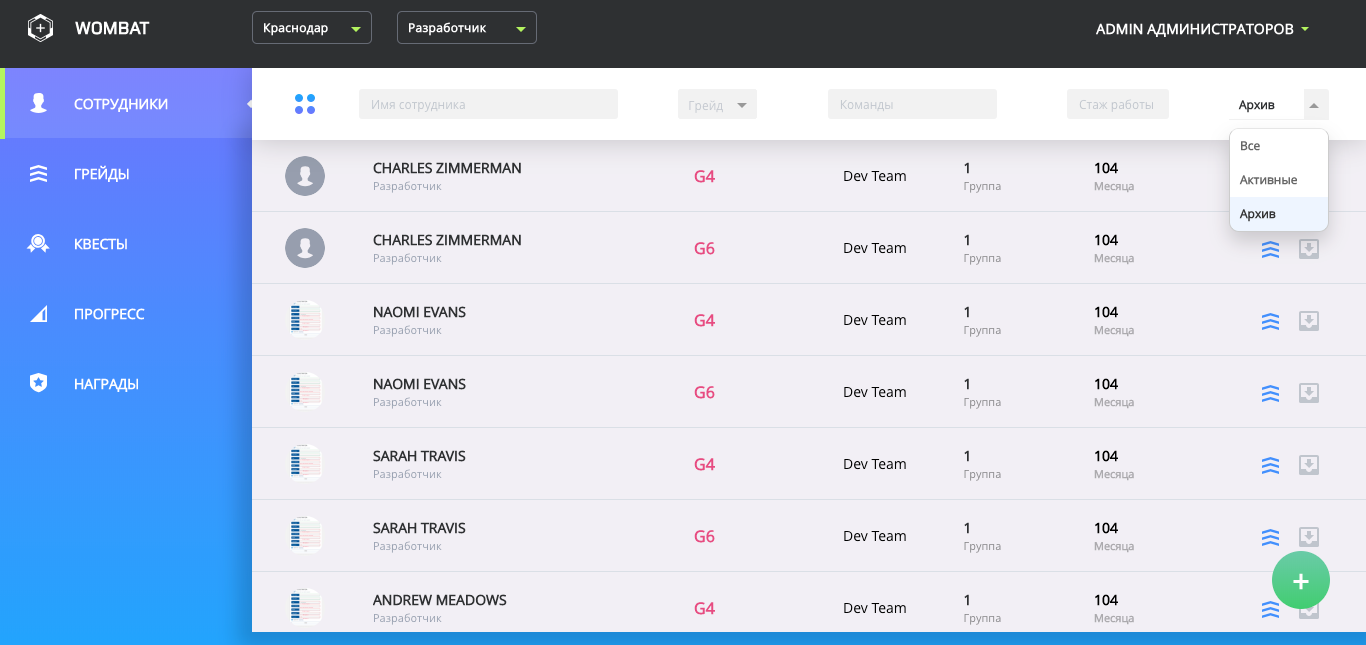 WOMBAT
Краснодар
Разработчик
ADMIN АДМИНИСТРАТОРОВ
СОТРУДНИКИ
ГРЕЙДЫ
КВЕСТЫ
ПРОГРЕСС
НАГРАДЫ
Имя сотрудника
Грейд
Команды
Стаж работы
Архив
Все
Активные
Архив
CHARLES ZIMMERMAN
Разработчик
G4
Dev Team
1
Группа
104
Месяца
CHARLES ZIMMERMAN
Разработчик
G6
Dev Team
1
Группа
104
Месяца
NAOMI EVANS
Разработчик
G4
Dev Team
1
Группа
104
Месяца
NAOMI EVANS
Разработчик
G6
Dev Team
1
Группа
104
Месяца
SARAH TRAVIS
Разработчик
G4
Dev Team
1
Группа
104
Месяца
SARAH TRAVIS
Разработчик
G6
Dev Team
1
Группа
104
Месяца
ANDREW MEADOWS
Разработчик
G4
Dev Team
1
Группа
104
Месяца